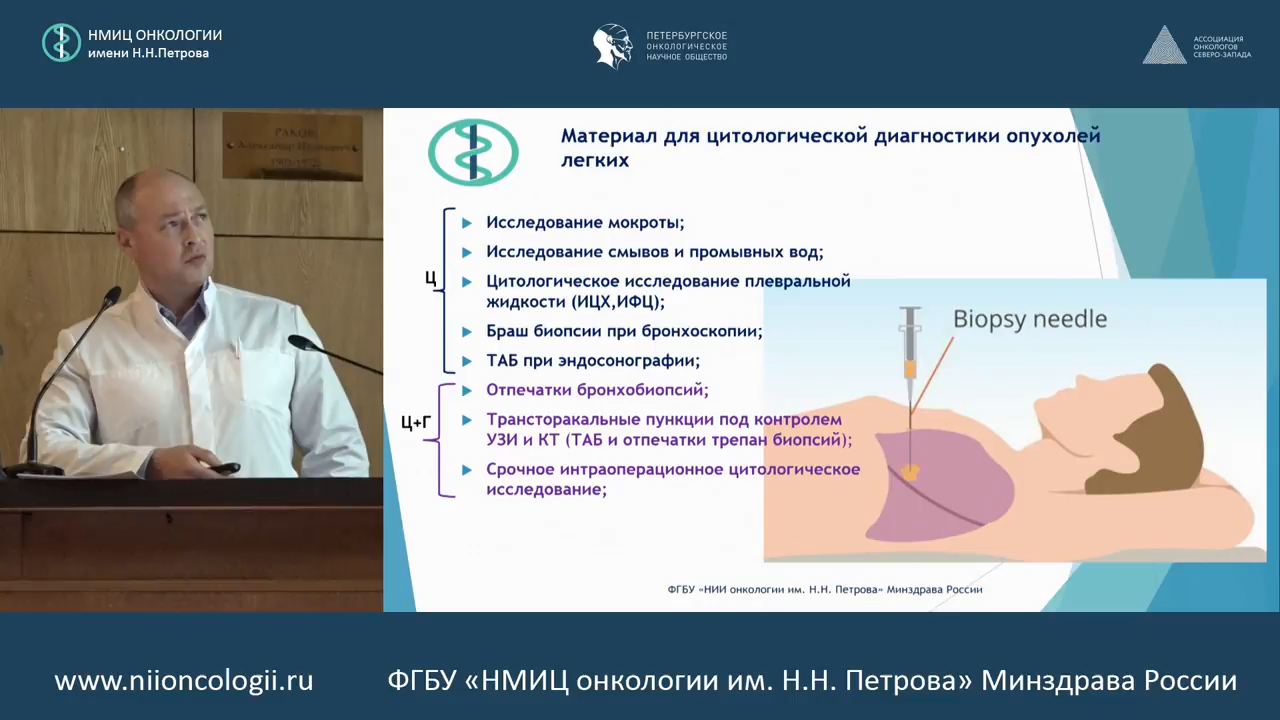 НМИЦ ОНКОЛОГИИ
имени Н.Н.Петрова
ПЕТЕРБУРГСКОЕ
ОНКОЛОГИЧЕСКОЕ
НАУЧНОЕ ОБЩЕСТВО
АССОЦИАЦИЯ
ОНКОЛОГОВ
СЕВЕРО-ЗАПАДА
Материал для цитологической диагностики опухолей
легких
Ц
Исследование мокроты;
Исследование смывов и промывных вод;
Цитологическое исследование плевральной
жидкости (ИЦХ,ИФЦ);
Браш биопсии при бронхоскопии;
ТАБ при эндосонографии;
Ц+Г
Отпечатки бронхобиопсий;
Трансторакальные пункции под контролем
УЗИ и КТ (ТАБ и отпечатки трепан биопсий);
Срочное интраоперационное цитологическое
исследование;
Biopsy needle
ФГБУ «НИИ онкологии им. Н.Н. Петрова» Минздрава России
www.niioncologii.ru
ФГБУ «НМИЦ онкологии им. Н.Н. Петрова» Минздрава России